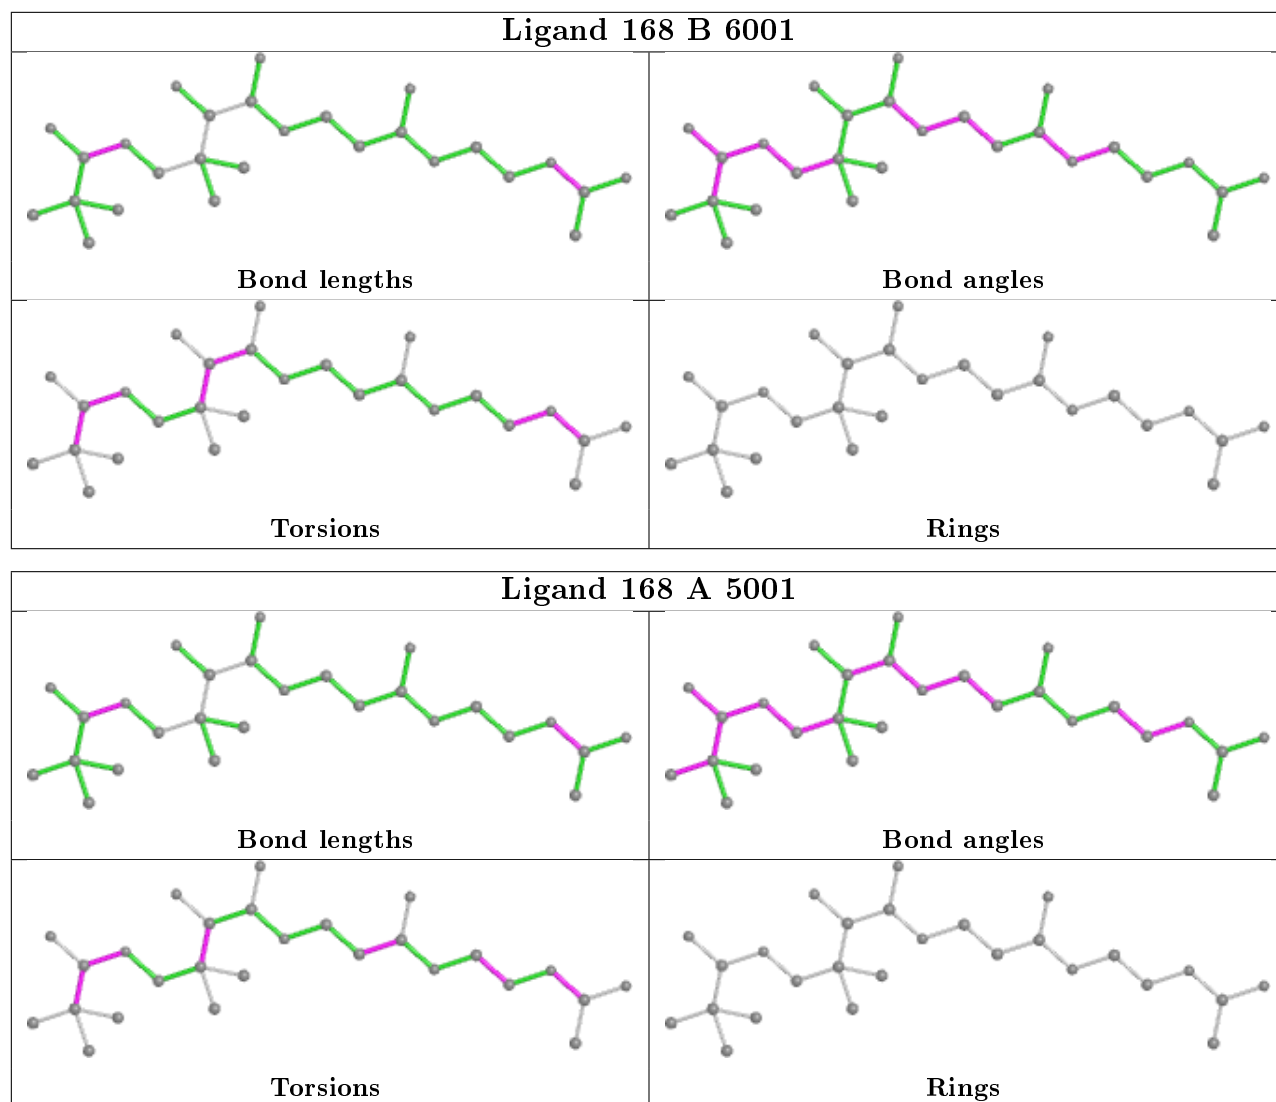 Ligand 168 B 6001
Bond lengths
Bond angles
Torsions
Rings
Ligand 168 A 5001
Bond lengths
Bond angles
Torsions
Rings